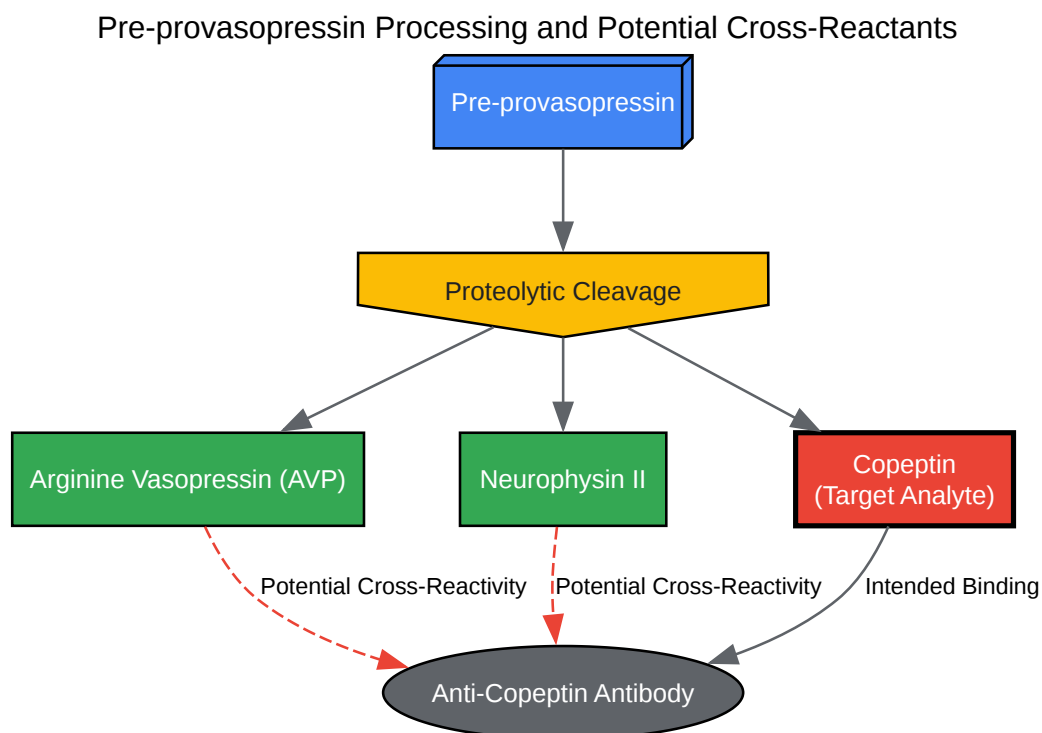 Pre-provasopressin Processing and Potential Cross-Reactants
Pre-provasopressin
Proteolytic Cleavage
Arginine Vasopressin (AVP)
Neurophysin II
Copeptin
(Target Analyte)
Potential Cross-Reactivity
Potential Cross-Reactivity
Intended Binding
Anti-Copeptin Antibody